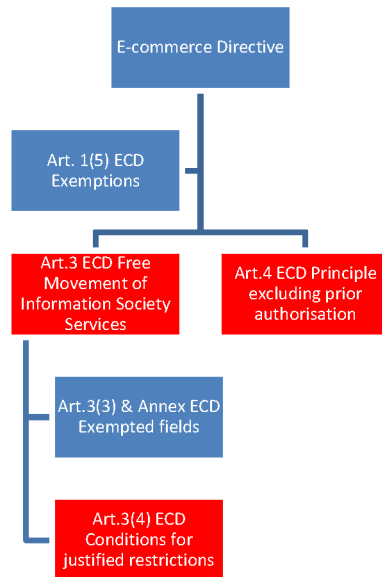 E-commerce Directive
Art. 1(5) ECD
Exemptions
Art.3 ECD Free
Movement of
Information Society
Services
Art.4 ECD Principle
excluding prior
authorisation
Art.3(3) & Annex ECD
Exempted fields
Art.3(4) ECD
Conditions for
justified restrictions